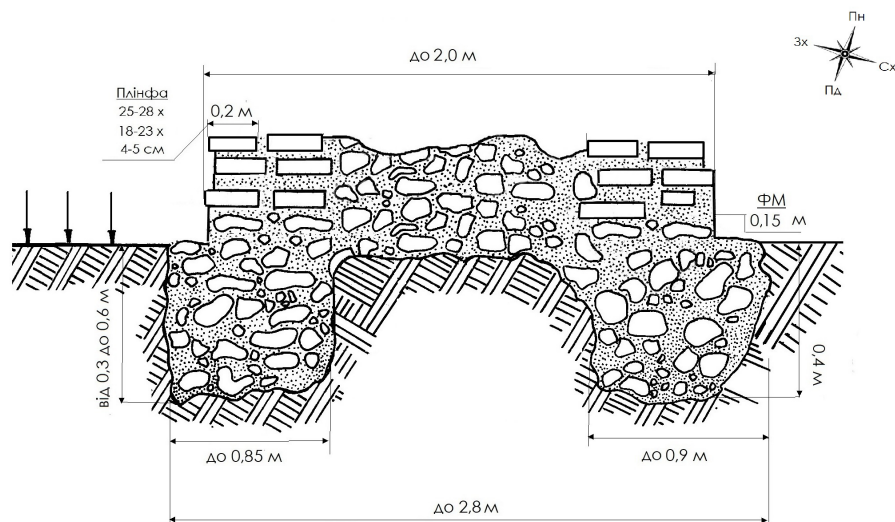 Пн
Зх
Сх
Пд
до 2,0 м
Плінфа
25-28 х
18-23 х
4-5 см
0,2 м
ФМ
0,15 м
від 0,3 до 0,6 м
0,4 м
до 0,85 м
до 0,9 м
до 2,8 м